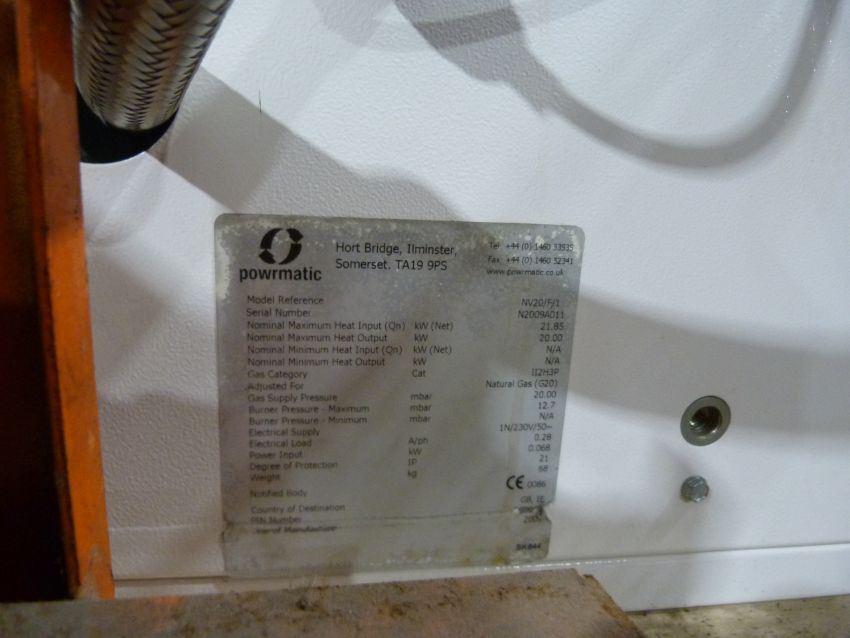 powrmatic
Hort Bridge, Ilminster,
Somerset. TA19 9PS
Tel: +44 (0) 1460 53535
Fax: +44 (0) 1460 52341
www.powrmatic.co.uk
Model Reference NV20/F/1
Serial Number N2009A011
Nominal Maximum Heat Input (Qn) kW (Net) 21.85
Nominal Maximum Heat Output kW 20.00
Nominal Minimum Heat Input (Qn) kW (Net) N/A
Nominal Minimum Heat Output kW N/A
Gas Category Cat II2H3P
Adjusted For Natural Gas (G20)
Gas Supply Pressure mbar 20.00
Burner Pressure - Maximum mbar 12.7
Burner Pressure - Minimum mbar N/A
Electrical Supply 1N/230V/50~
Electrical Load A/ph 0.28
Power Input kW 0.068
Degree of Protection IP 21
Weight kg 68
Notified Body CE 0086
Country of Destination GB, IE
PIN Number
Year of Manufacture
SK844